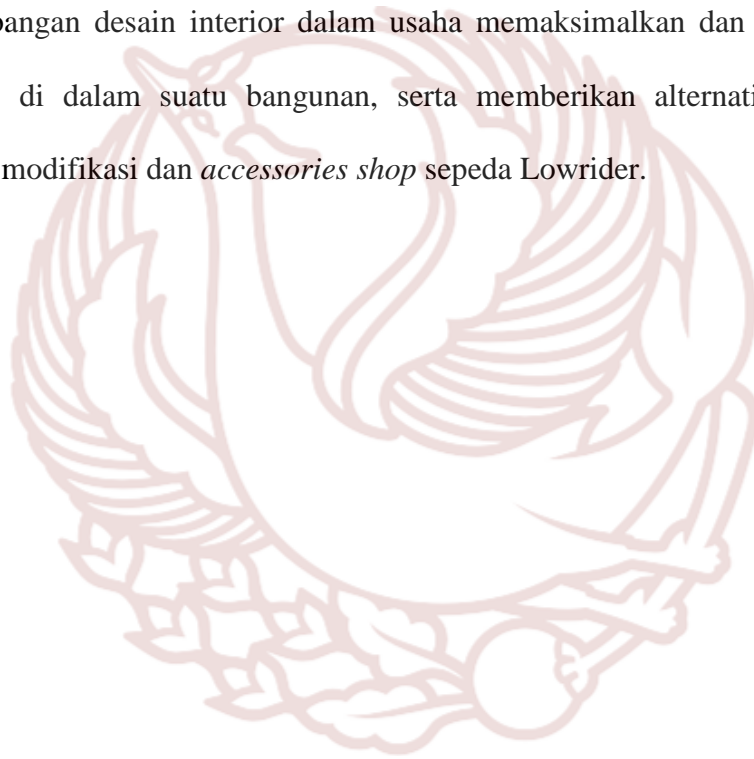 bangan desain interior dalam usaha memaksimalkan dan
di dalam suatu bangunan, serta memberikan alternati
modifikasi dan accessories shop sepeda Lowrider.